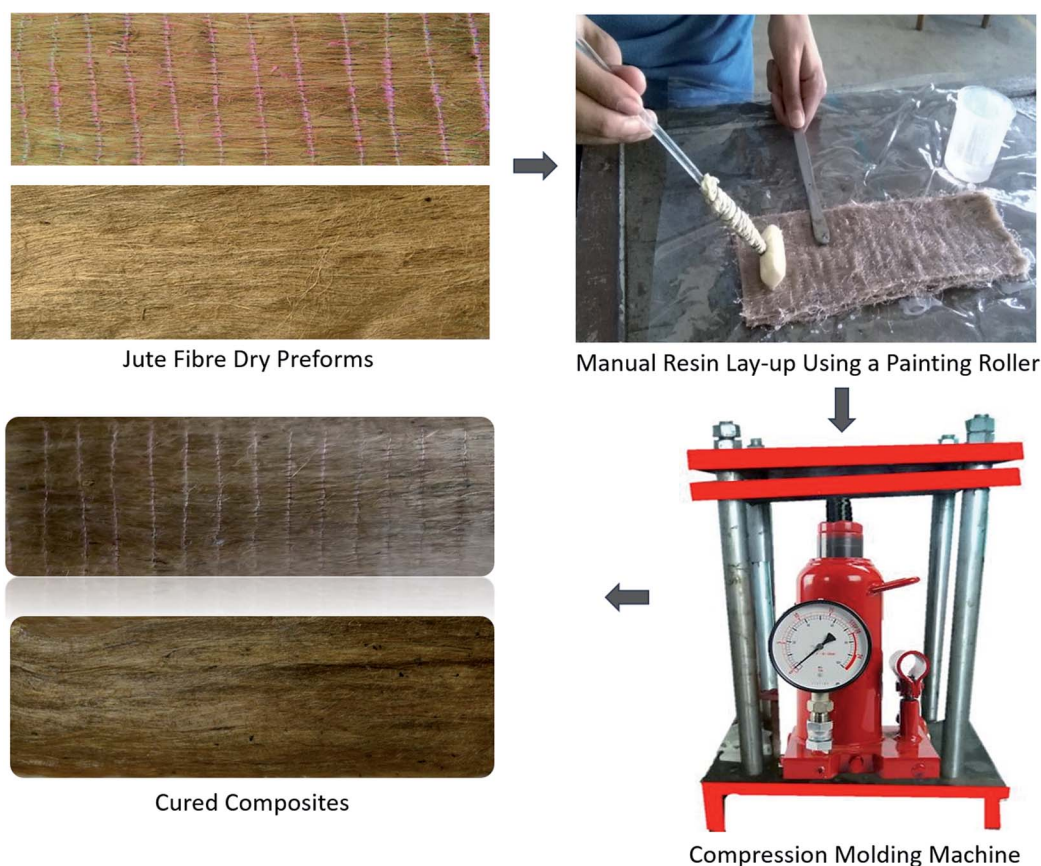 Jute Fibre Dry Preforms
Manual Resin Lay-up Using a Painting Roller
Cured Composites
Compression Molding Machine